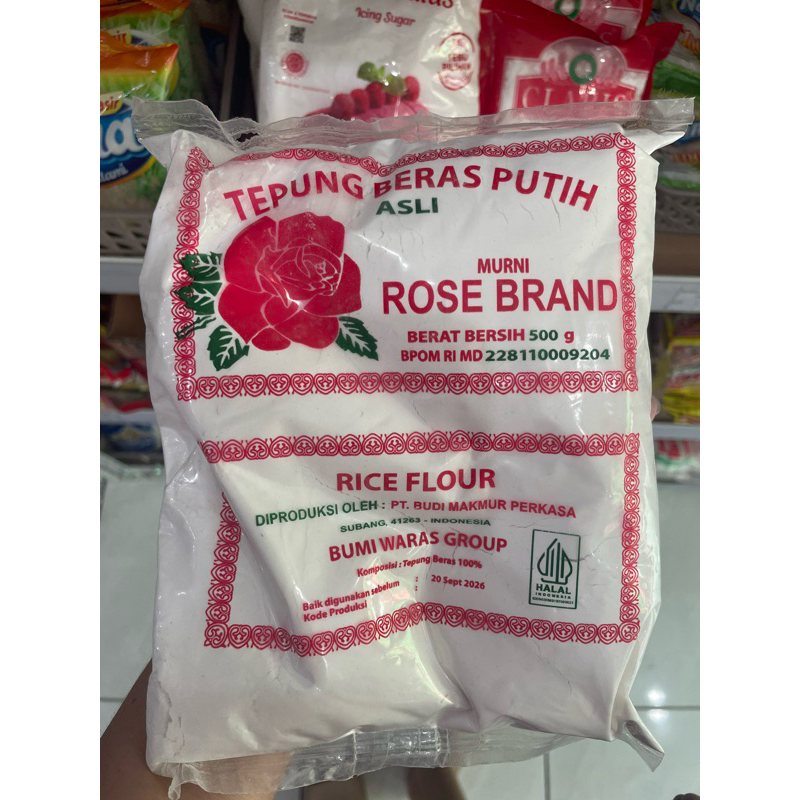 Icing Sugar
TEPUNG BERAS PUTIH
ASLI
MURNI
ROSE BRAND
BERAT BERSIH 500 g
BPOM RI MD 228110009204
RICE FLOUR
DIPRODUKSI OLEH : PT. BUDI MAKMUR PERKASA
SUBANG, 41263 - INDONESIA
BUMI WARAS GROUP
Komposisi : Tepung Beras 100%
Baik digunakan sebelum : 20 Sept 2026
Kode Produksi :
HALAL
INDONESIA